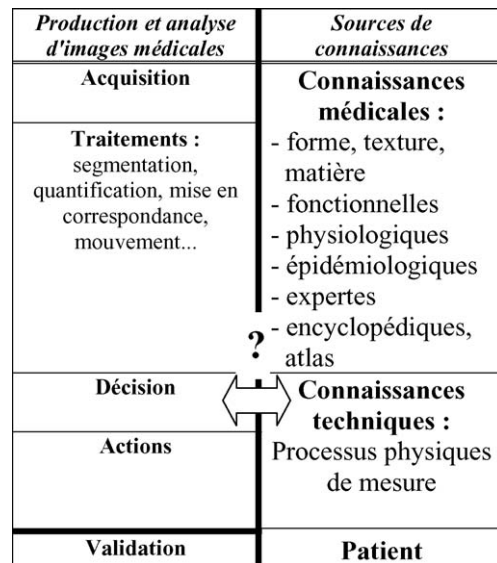 Production et analyse
d'images médicales
Sources de
connaissances
Acquisition
Traitements :
segmentation,
quantification, mise en
correspondance,
mouvement...
Connaissances
médicales :
- forme, texture,
matière
- fonctionnelles
- physiologiques
- épidémiologiques
- expertes
- encyclopédiques,
atlas
?
Décision
Actions
Connaissances
techniques :
Processus physiques
de mesure
Validation
Patient